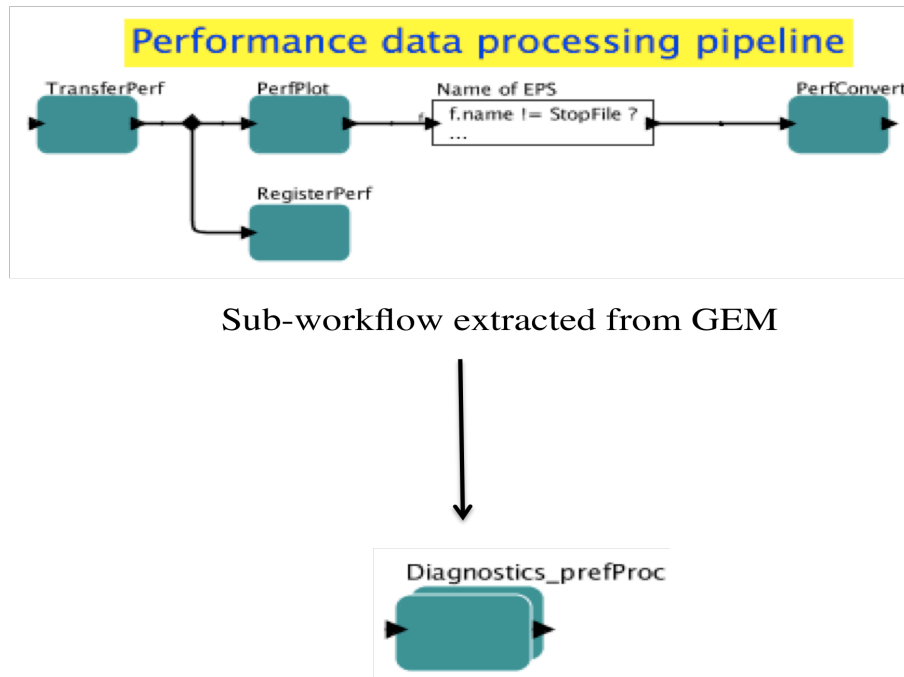 Performance data processing pipeline
TransferPerf
PerfPlot
Name of EPS
PerfConvert
f.name != StopFile ?
...
RegisterPerf
Sub-workflow extracted from GEM
Diagnostics_prefProc